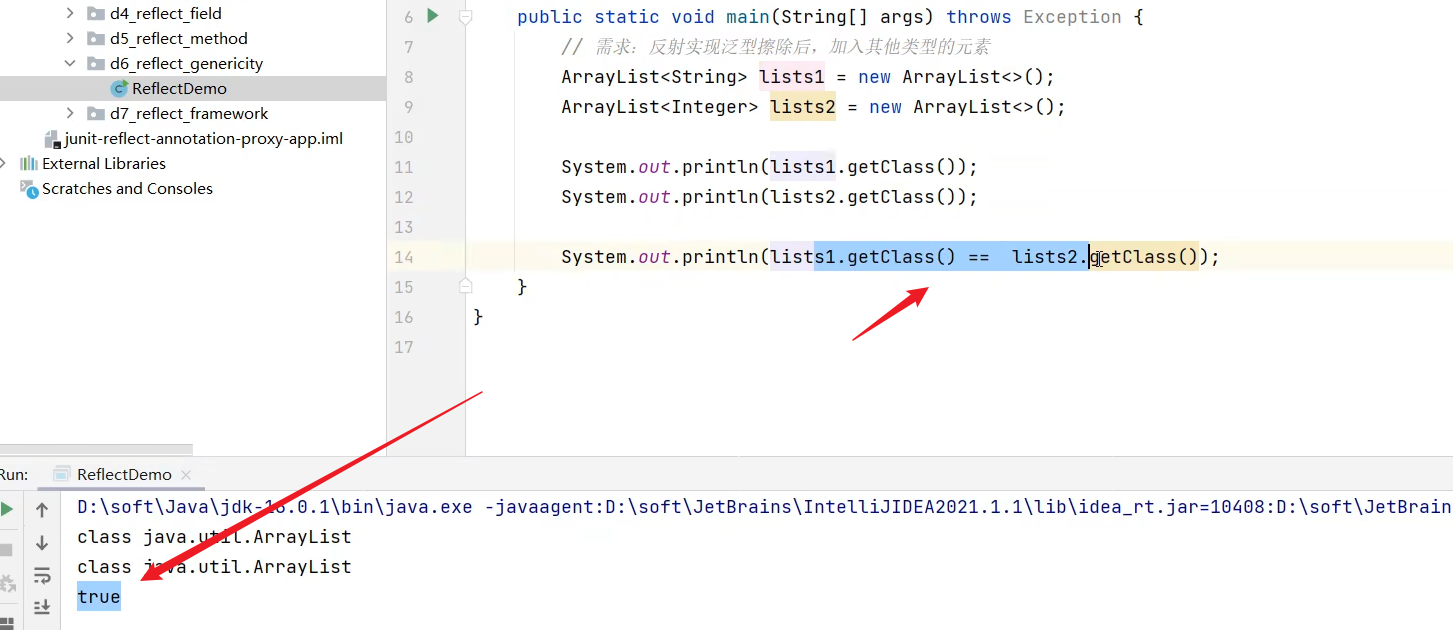 d4_reflect_field
d5_reflect_method
d6_reflect_genericity
ReflectDemo
d7_reflect_framework
junit-reflect-annotation-proxy-app.iml
External Libraries
Scratches and Consoles
6 public static void main(String[] args) throws Exception {
7 // 需求：反射实现泛型擦除后，加入其他类型的元素
8 ArrayList<String> lists1 = new ArrayList<>();
9 ArrayList<Integer> lists2 = new ArrayList<>();
10
11 System.out.println(lists1.getClass());
12 System.out.println(lists2.getClass());
13
14 System.out.println(lists1.getClass() ==  lists2.getClass());
15 }
16 }
17
Run: ReflectDemo
D:\soft\Java\jdk-16.0.1\bin\java.exe -javaagent:D:\soft\JetBrains\IntelliJIDEA2021.1.1\lib\idea_rt.jar=10408:D:\soft\JetBrain
class java.util.ArrayList
class java.util.ArrayList
true